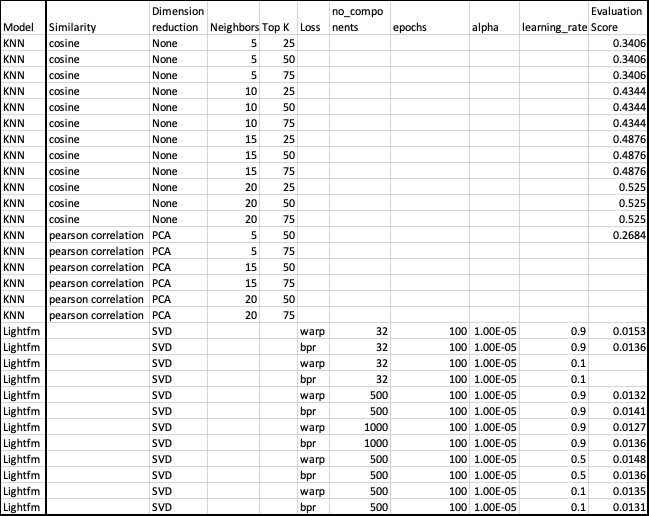 Dimension no_compo Evaluation
Model Similarity reduction Neighbors Top K Loss nents epochs alpha learning_rate Score
KNN cosine None 5 25 0.3406
KNN cosine None 5 50 0.3406
KNN cosine None 5 75 0.3406
KNN cosine None 10 25 0.4344
KNN cosine None 10 50 0.4344
KNN cosine None 10 75 0.4344
KNN cosine None 15 25 0.4876
KNN cosine None 15 50 0.4876
KNN cosine None 15 75 0.4876
KNN cosine None 20 25 0.525
KNN cosine None 20 50 0.525
KNN cosine None 20 75 0.525
KNN pearson correlation PCA 5 50 0.2684
KNN pearson correlation PCA 5 75
KNN pearson correlation PCA 15 50
KNN pearson correlation PCA 15 75
KNN pearson correlation PCA 20 50
KNN pearson correlation PCA 20 75
Lightfm SVD warp 32 100 1.00E-05 0.9 0.0153
Lightfm SVD bpr 32 100 1.00E-05 0.9 0.0136
Lightfm SVD warp 32 100 1.00E-05 0.1
Lightfm SVD bpr 32 100 1.00E-05 0.1
Lightfm SVD warp 500 100 1.00E-05 0.9 0.0132
Lightfm SVD bpr 500 100 1.00E-05 0.9 0.0141
Lightfm SVD warp 1000 100 1.00E-05 0.9 0.0127
Lightfm SVD bpr 1000 100 1.00E-05 0.9 0.0136
Lightfm SVD warp 500 100 1.00E-05 0.5 0.0148
Lightfm SVD bpr 500 100 1.00E-05 0.5 0.0136
Lightfm SVD warp 500 100 1.00E-05 0.1 0.0135
Lightfm SVD bpr 500 100 1.00E-05 0.1 0.0131